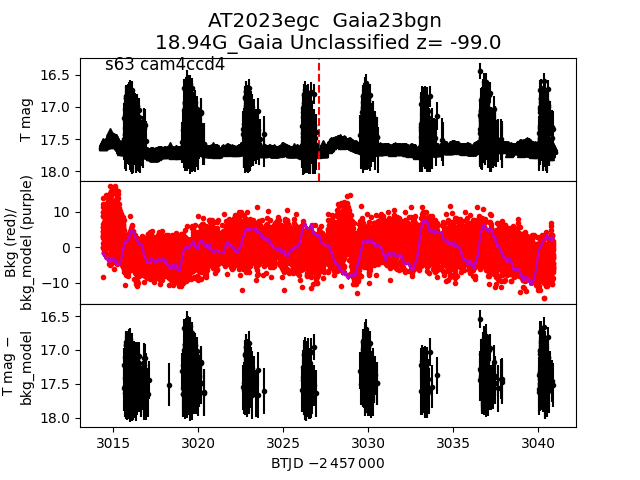 AT2023egc  Gaia23bgn
18.94G_Gaia Unclassified z= -99.0
s63 cam4ccd4
T mag
16.5
17.0
17.5
18.0
Bkg (red)/
bkg_model (purple)
10
0
−10
T mag −
bkg_model
16.5
17.0
17.5
18.0
3015 3020 3025 3030 3035 3040
BTJD −2 457 000